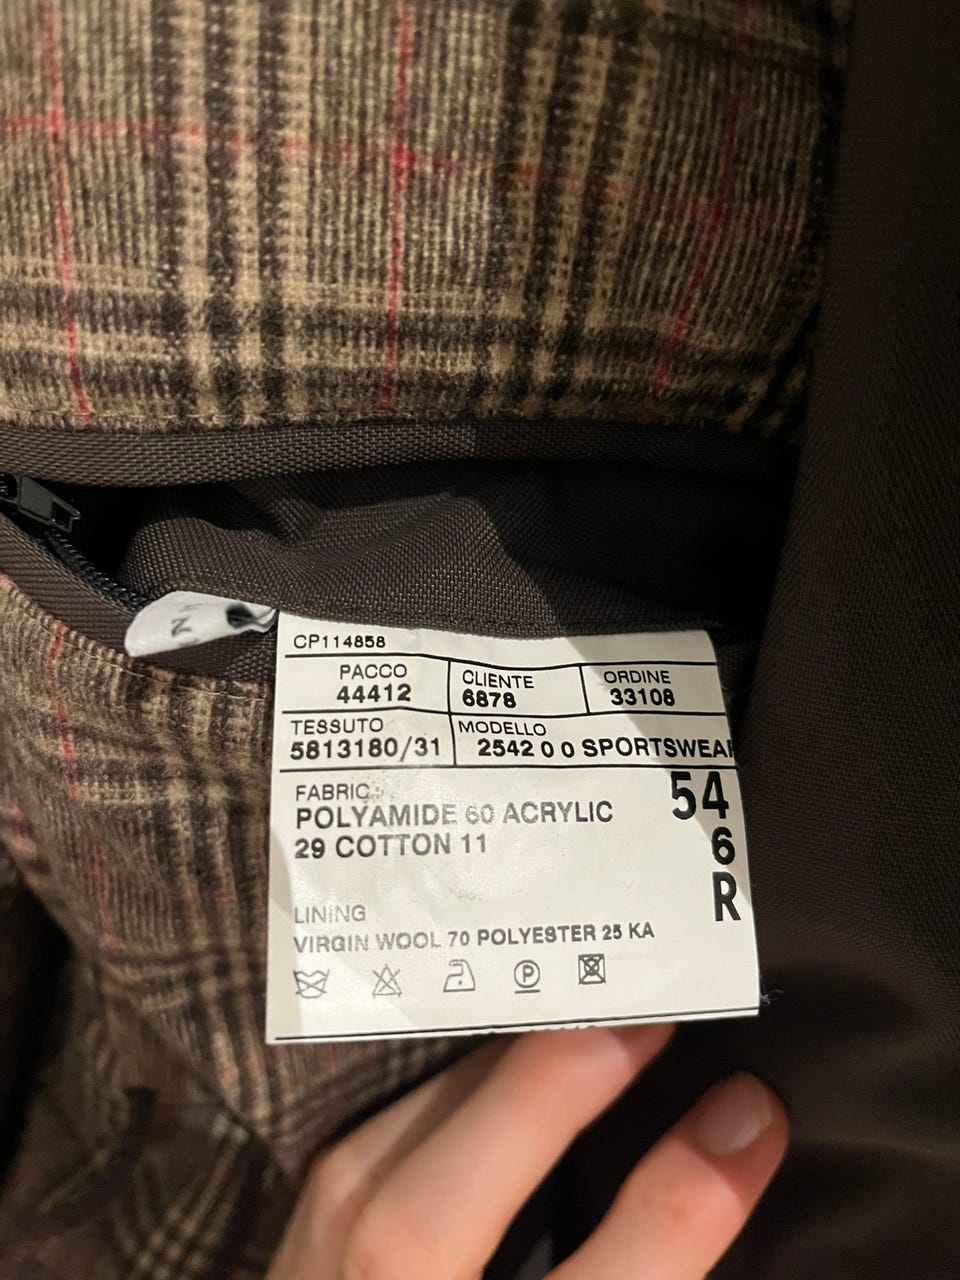 CP114858
PACCO CLIENTE ORDINE
44412 6878 33108
TESSUTO MODELLO
5813180/31 2542 0 0 SPORTSWEAR
FABRIC
POLYAMIDE 60 ACRYLIC 54
29 COTTON 11 6
R
LINING
VIRGIN WOOL 70 POLYESTER 25 KA
P